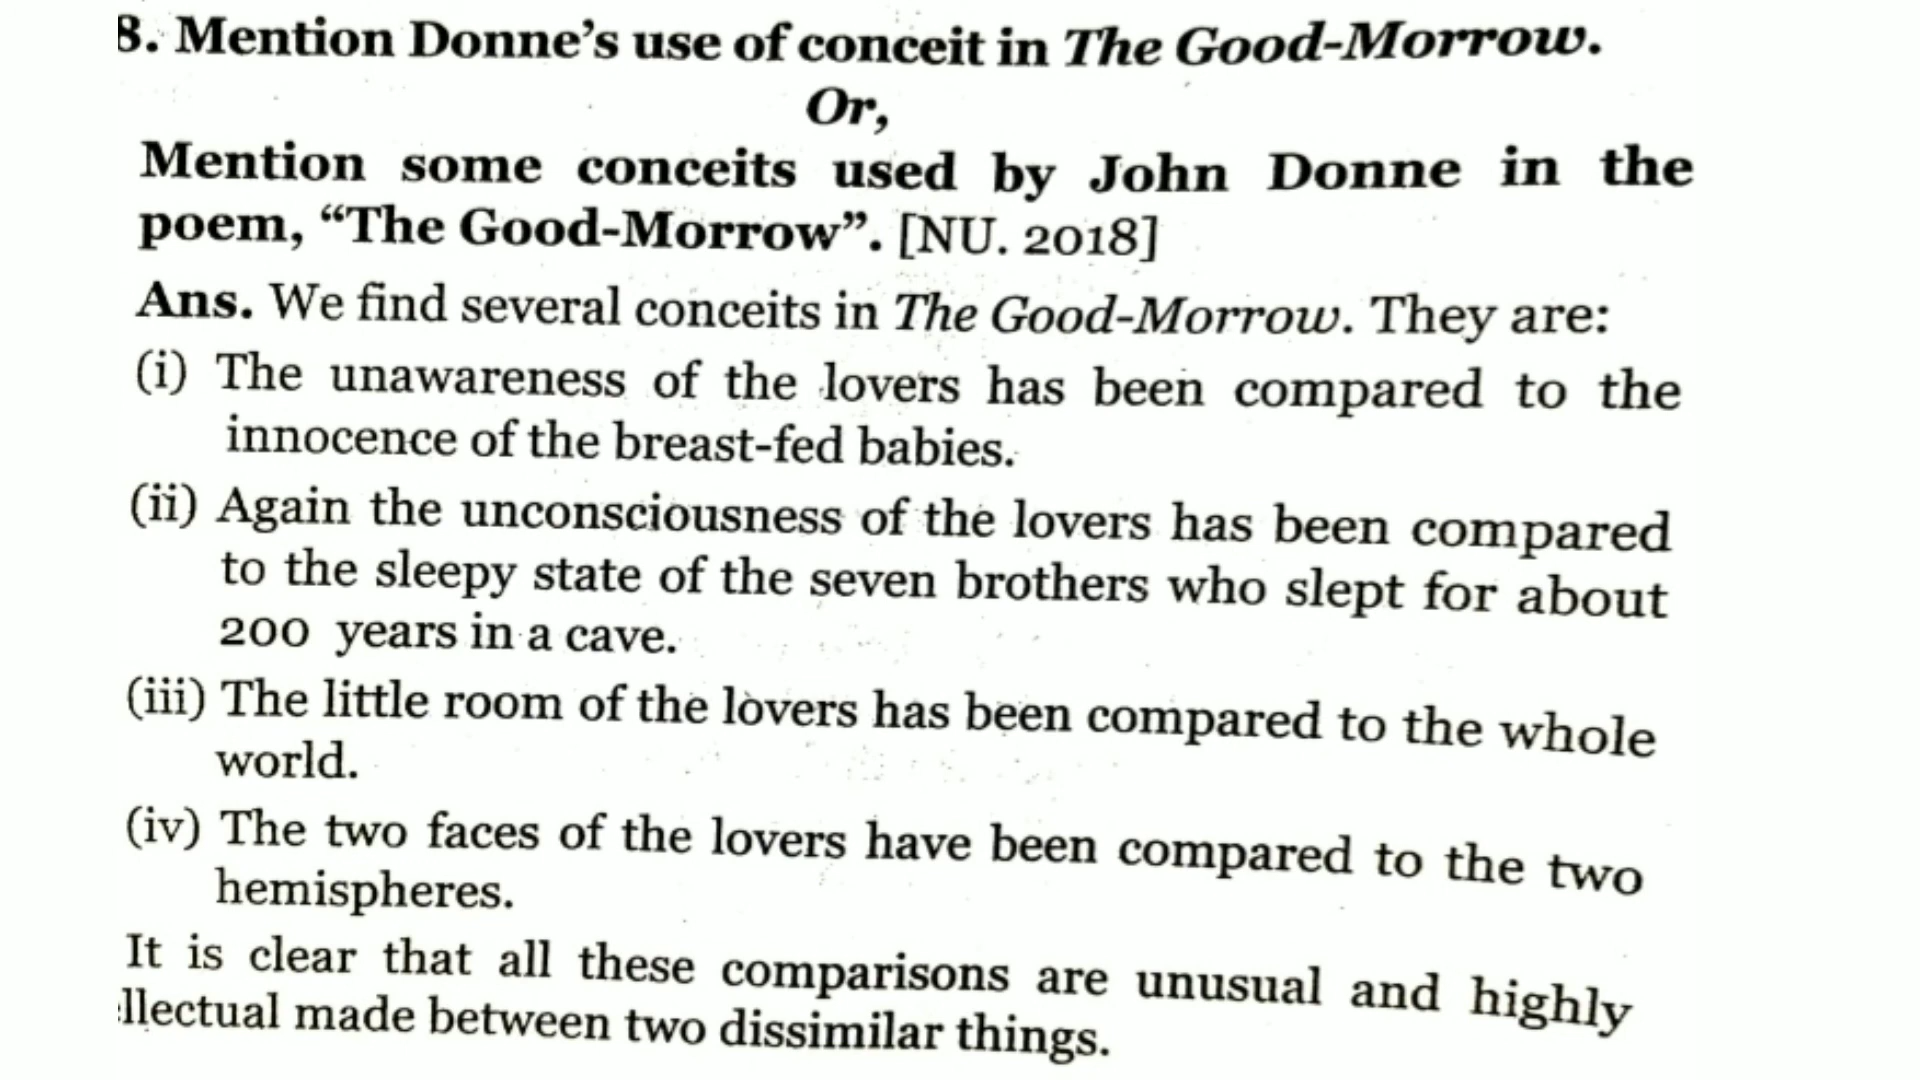 8. Mention Donne's use of conceit in The Good-Morrow.
Or,
Mention some conceits used by John Donne in the
poem, “The Good-Morrow”. [NU. 2018]
Ans. We find several conceits in The Good-Morrow. They are:
(i) The unawareness of the lovers has been compared to the
innocence of the breast-fed babies.
(ii) Again the unconsciousness of the lovers has been compared
to the sleepy state of the seven brothers who slept for about
200 years in a cave.
(iii) The little room of the lovers has been compared to the whole
world.
(iv) The two faces of the lovers have been compared to the two
hemispheres.
It is clear that all these comparisons are unusual and highly
ellectual made between two dissimilar things.